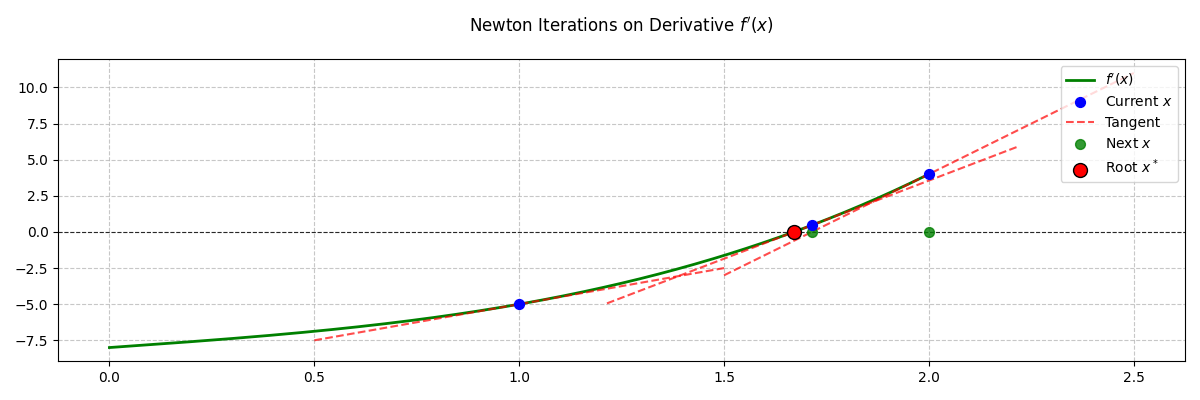 Newton Iterations on Derivative f′(x)
10.0
7.5
5.0
2.5
0.0
−2.5
−5.0
−7.5
0.0 0.5 1.0 1.5 2.0 2.5
f′(x)
Current x
Tangent
Next x
Root x*